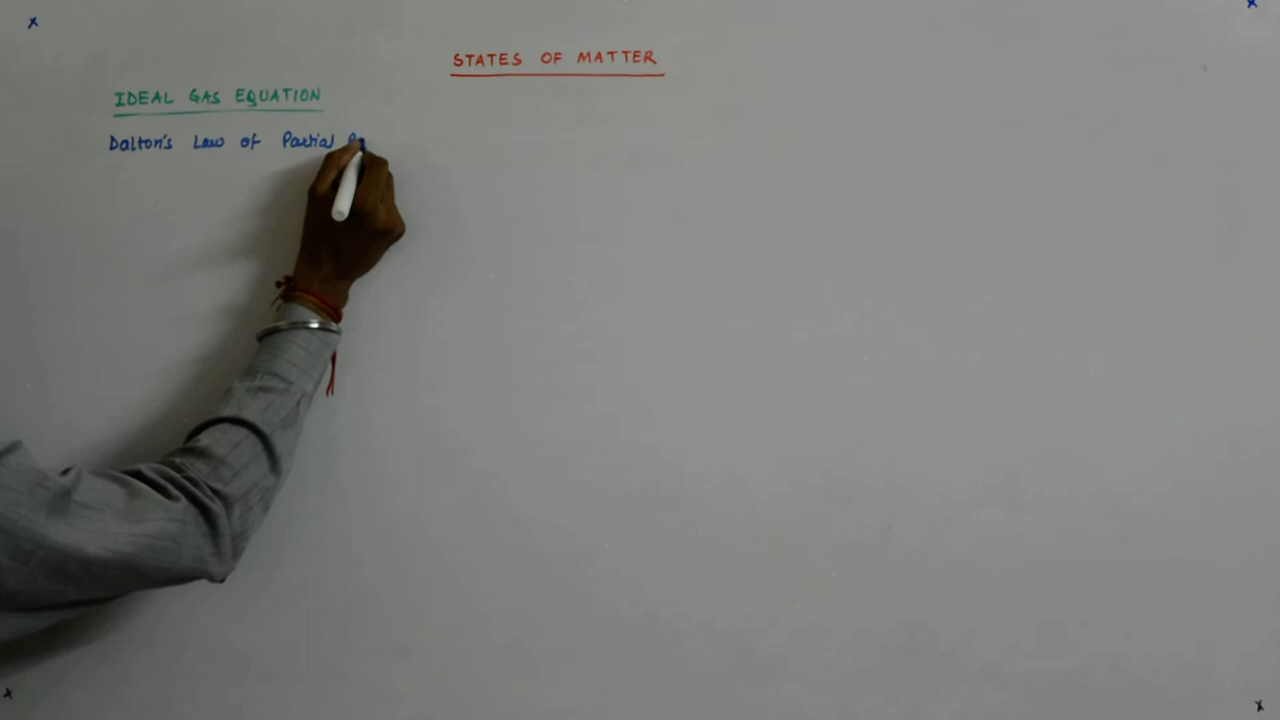 STATES OF MATTER
IDEAL GAS EQUATION
Dalton's Law of Partial